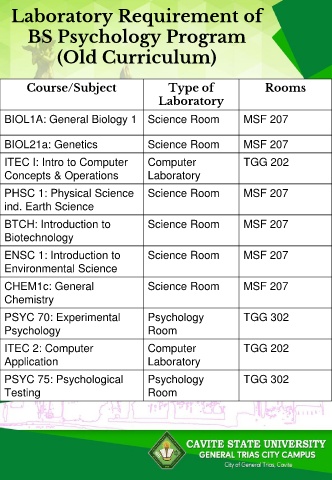 Laboratory Requirement of
BS Psychology Program
(Old Curriculum)
Course/Subject Type of Laboratory Rooms
BIOL1A: General Biology 1 Science Room MSF 207
BIOL21a: Genetics Science Room MSF 207
ITEC I: Intro to Computer Computer TGG 202
Concepts & Operations Laboratory
PHSC 1: Physical Science Science Room MSF 207
ind. Earth Science
BTCH: Introduction to Science Room MSF 207
Biotechnology
ENSC 1: Introduction to Science Room MSF 207
Environmental Science
CHEM1c: General Science Room MSF 207
Chemistry
PSYC 70: Experimental Psychology TGG 302
Psychology Room
ITEC 2: Computer Computer TGG 202
Application Laboratory
PSYC 75: Psychological Psychology TGG 302
Testing Room
CAVITE STATE UNIVERSITY
GENERAL TRIAS CITY CAMPUS
City of General Trias, Cavite